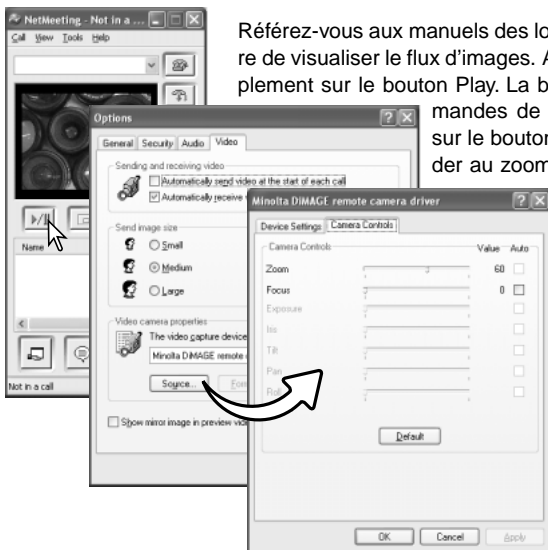 NetMeeting - Not in a ...
Call View Tools Help
Name
Not in a call
Référez-vous aux manuels des lo
re de visualiser le flux d'images. A
plement sur le bouton Play. La b
mandes de
sur le bouton
der au zoom
Options
General Security Audio Video
Sending and receiving video
Automatically send video at the start of each call
Automatically receive
Send image size
Small
Medium
Large
Video camera properties
The video capture device
Minolta DiMAGE remote
Source...
Show mirror image in preview
Minolta DiMAGE remote camera driver
Device Settings Camera Controls
Camera Controls Value Auto
Zoom 60
Focus 0
Exposure
Iris
Tilt
Pan
Roll
Default
OK Cancel Apply